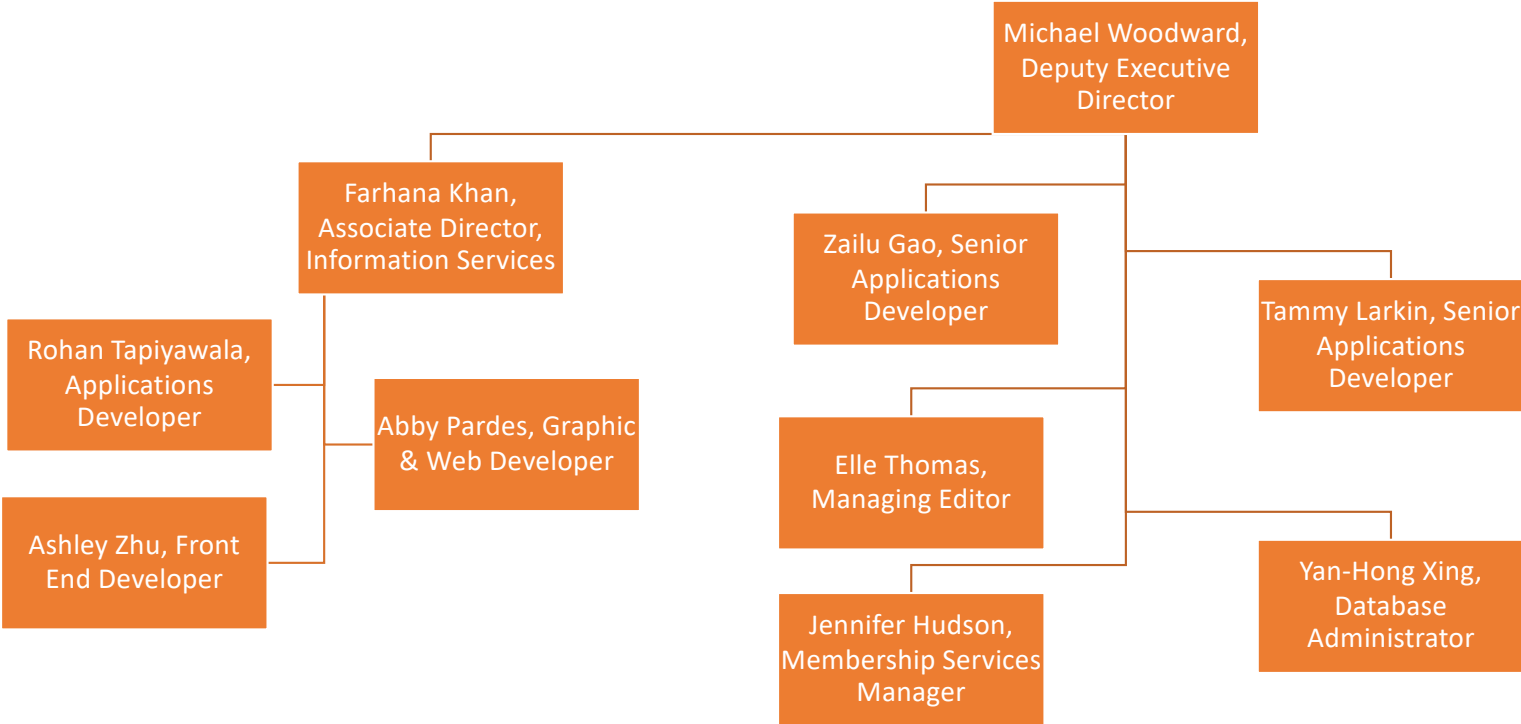 Michael Woodward,
Deputy Executive
Director
Farhana Khan,
Associate Director,
Information Services
Zailu Gao, Senior
Applications
Developer
Tammy Larkin, Senior
Applications
Developer
Rohan Tapiyawala,
Applications
Developer
Abby Pardes, Graphic
& Web Developer
Elle Thomas,
Managing Editor
Ashley Zhu, Front
End Developer
Yan-Hong Xing,
Database
Administrator
Jennifer Hudson,
Membership Services
Manager